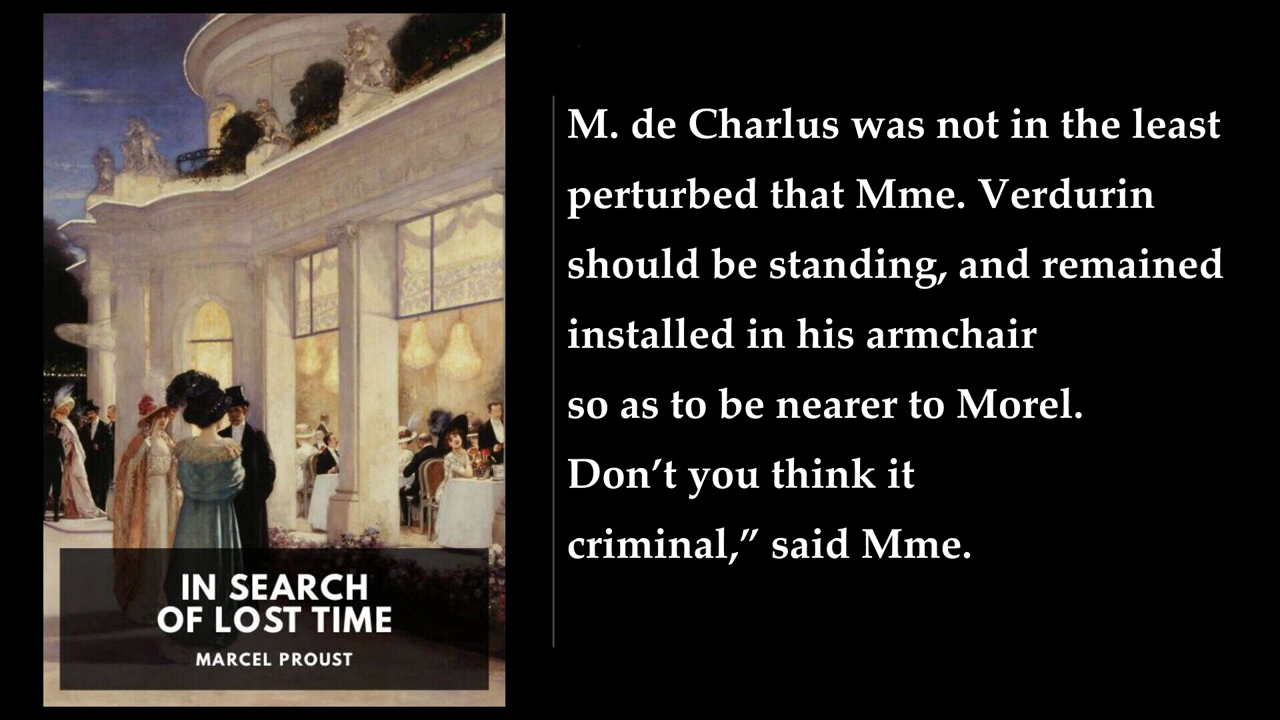 IN SEARCH
OF LOST TIME
MARCEL PROUST
M. de Charlus was not in the least
perturbed that Mme. Verdurin
should be standing, and remained
installed in his armchair
so as to be nearer to Morel.
Don’t you think it
criminal,” said Mme.